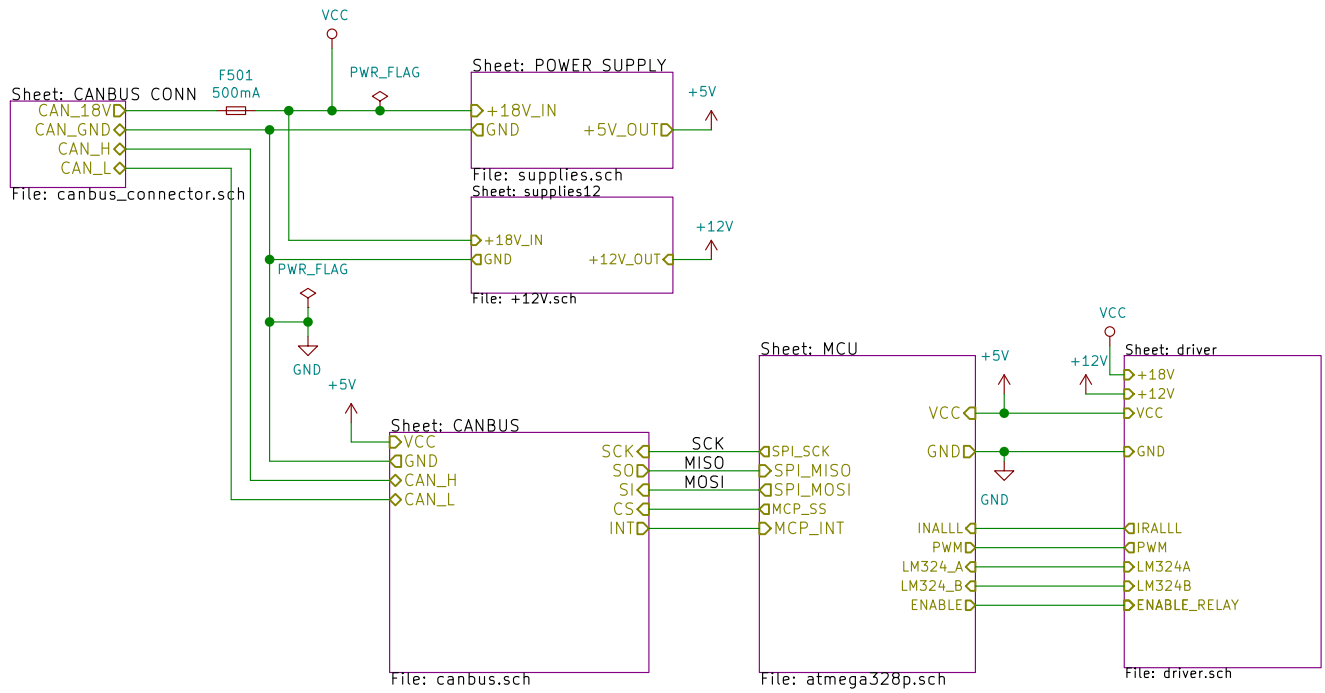 VCC
F501
500mA
PWR_FLAG
Sheet: CANBUS CONN
CAN_18V
CAN_GND
CAN_H
CAN_L
File: canbus_connector.sch
Sheet: POWER SUPPLY
+18V_IN
GND
+5V_OUT
+5V
File: supplies.sch
Sheet: supplies12
+18V_IN
GND
+12V_OUT
+12V
File: +12V.sch
PWR_FLAG
GND
+5V
Sheet: CANBUS
VCC
GND
CAN_H
CAN_L
SCK
SO
SI
CS
INT
File: canbus.sch
SCK
MISO
MOSI
Sheet: MCU
SPI_SCK
SPI_MISO
SPI_MOSI
MCP_SS
MCP_INT
VCC
GND
INALLL
PWM
LM324_A
LM324_B
ENABLE
File: atmega328p.sch
+5V
GND
VCC
+12V
Sheet: driver
+18V
+12V
VCC
GND
IRALLL
PWM
LM324A
LM324B
ENABLE_RELAY
File: driver.sch